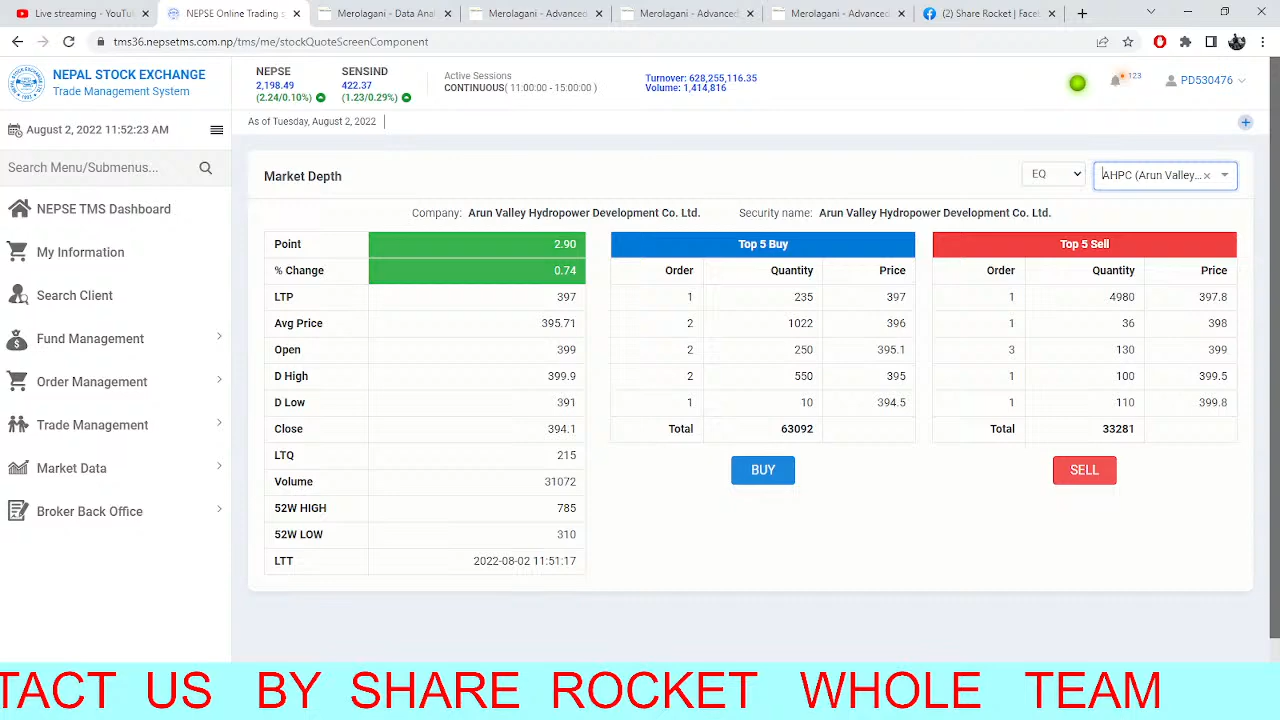 Live streaming - YouTu
NEPSE Online Trading s
Merolagani - Data Anal
Merolagani - Advanced
Merolagani - Advanced
Merolagani - Advanced
(2) Share Rocket | Face
tms36.nepsetms.com.np/tms/me/stockQuoteScreenComponent
NEPAL STOCK EXCHANGE
Trade Management System
NEPSE
2,198.49
(2.24/0.10%)
SENSIND
422.37
(1.23/0.29%)
Active Sessions
CONTINUOUS( 11:00:00 - 15:00:00 )
Turnover: 628,255,116.35
Volume: 1,414,816
123
PD530476
August 2, 2022 11:52:23 AM
As of Tuesday, August 2, 2022
Search Menu/Submenus...
NEPSE TMS Dashboard
My Information
Search Client
Fund Management
Order Management
Trade Management
Market Data
Broker Back Office
Market Depth
EQ
AHPC (Arun Valley...
Company: Arun Valley Hydropower Development Co. Ltd. Security name: Arun Valley Hydropower Development Co. Ltd.
Point 2.90
% Change 0.74
LTP 397
Avg Price 395.71
Open 399
D High 399.9
D Low 391
Close 394.1
LTQ 215
Volume 31072
52W HIGH 785
52W LOW 310
LTT 2022-08-02 11:51:17
Top 5 Buy
Order Quantity Price
1 235 397
2 1022 396
2 250 395.1
2 550 395
1 10 394.5
Total 63092
BUY
Top 5 Sell
Order Quantity Price
1 4980 397.8
1 36 398
3 130 399
1 100 399.5
1 110 399.8
Total 33281
SELL
TACT US BY SHARE ROCKET WHOLE TEAM